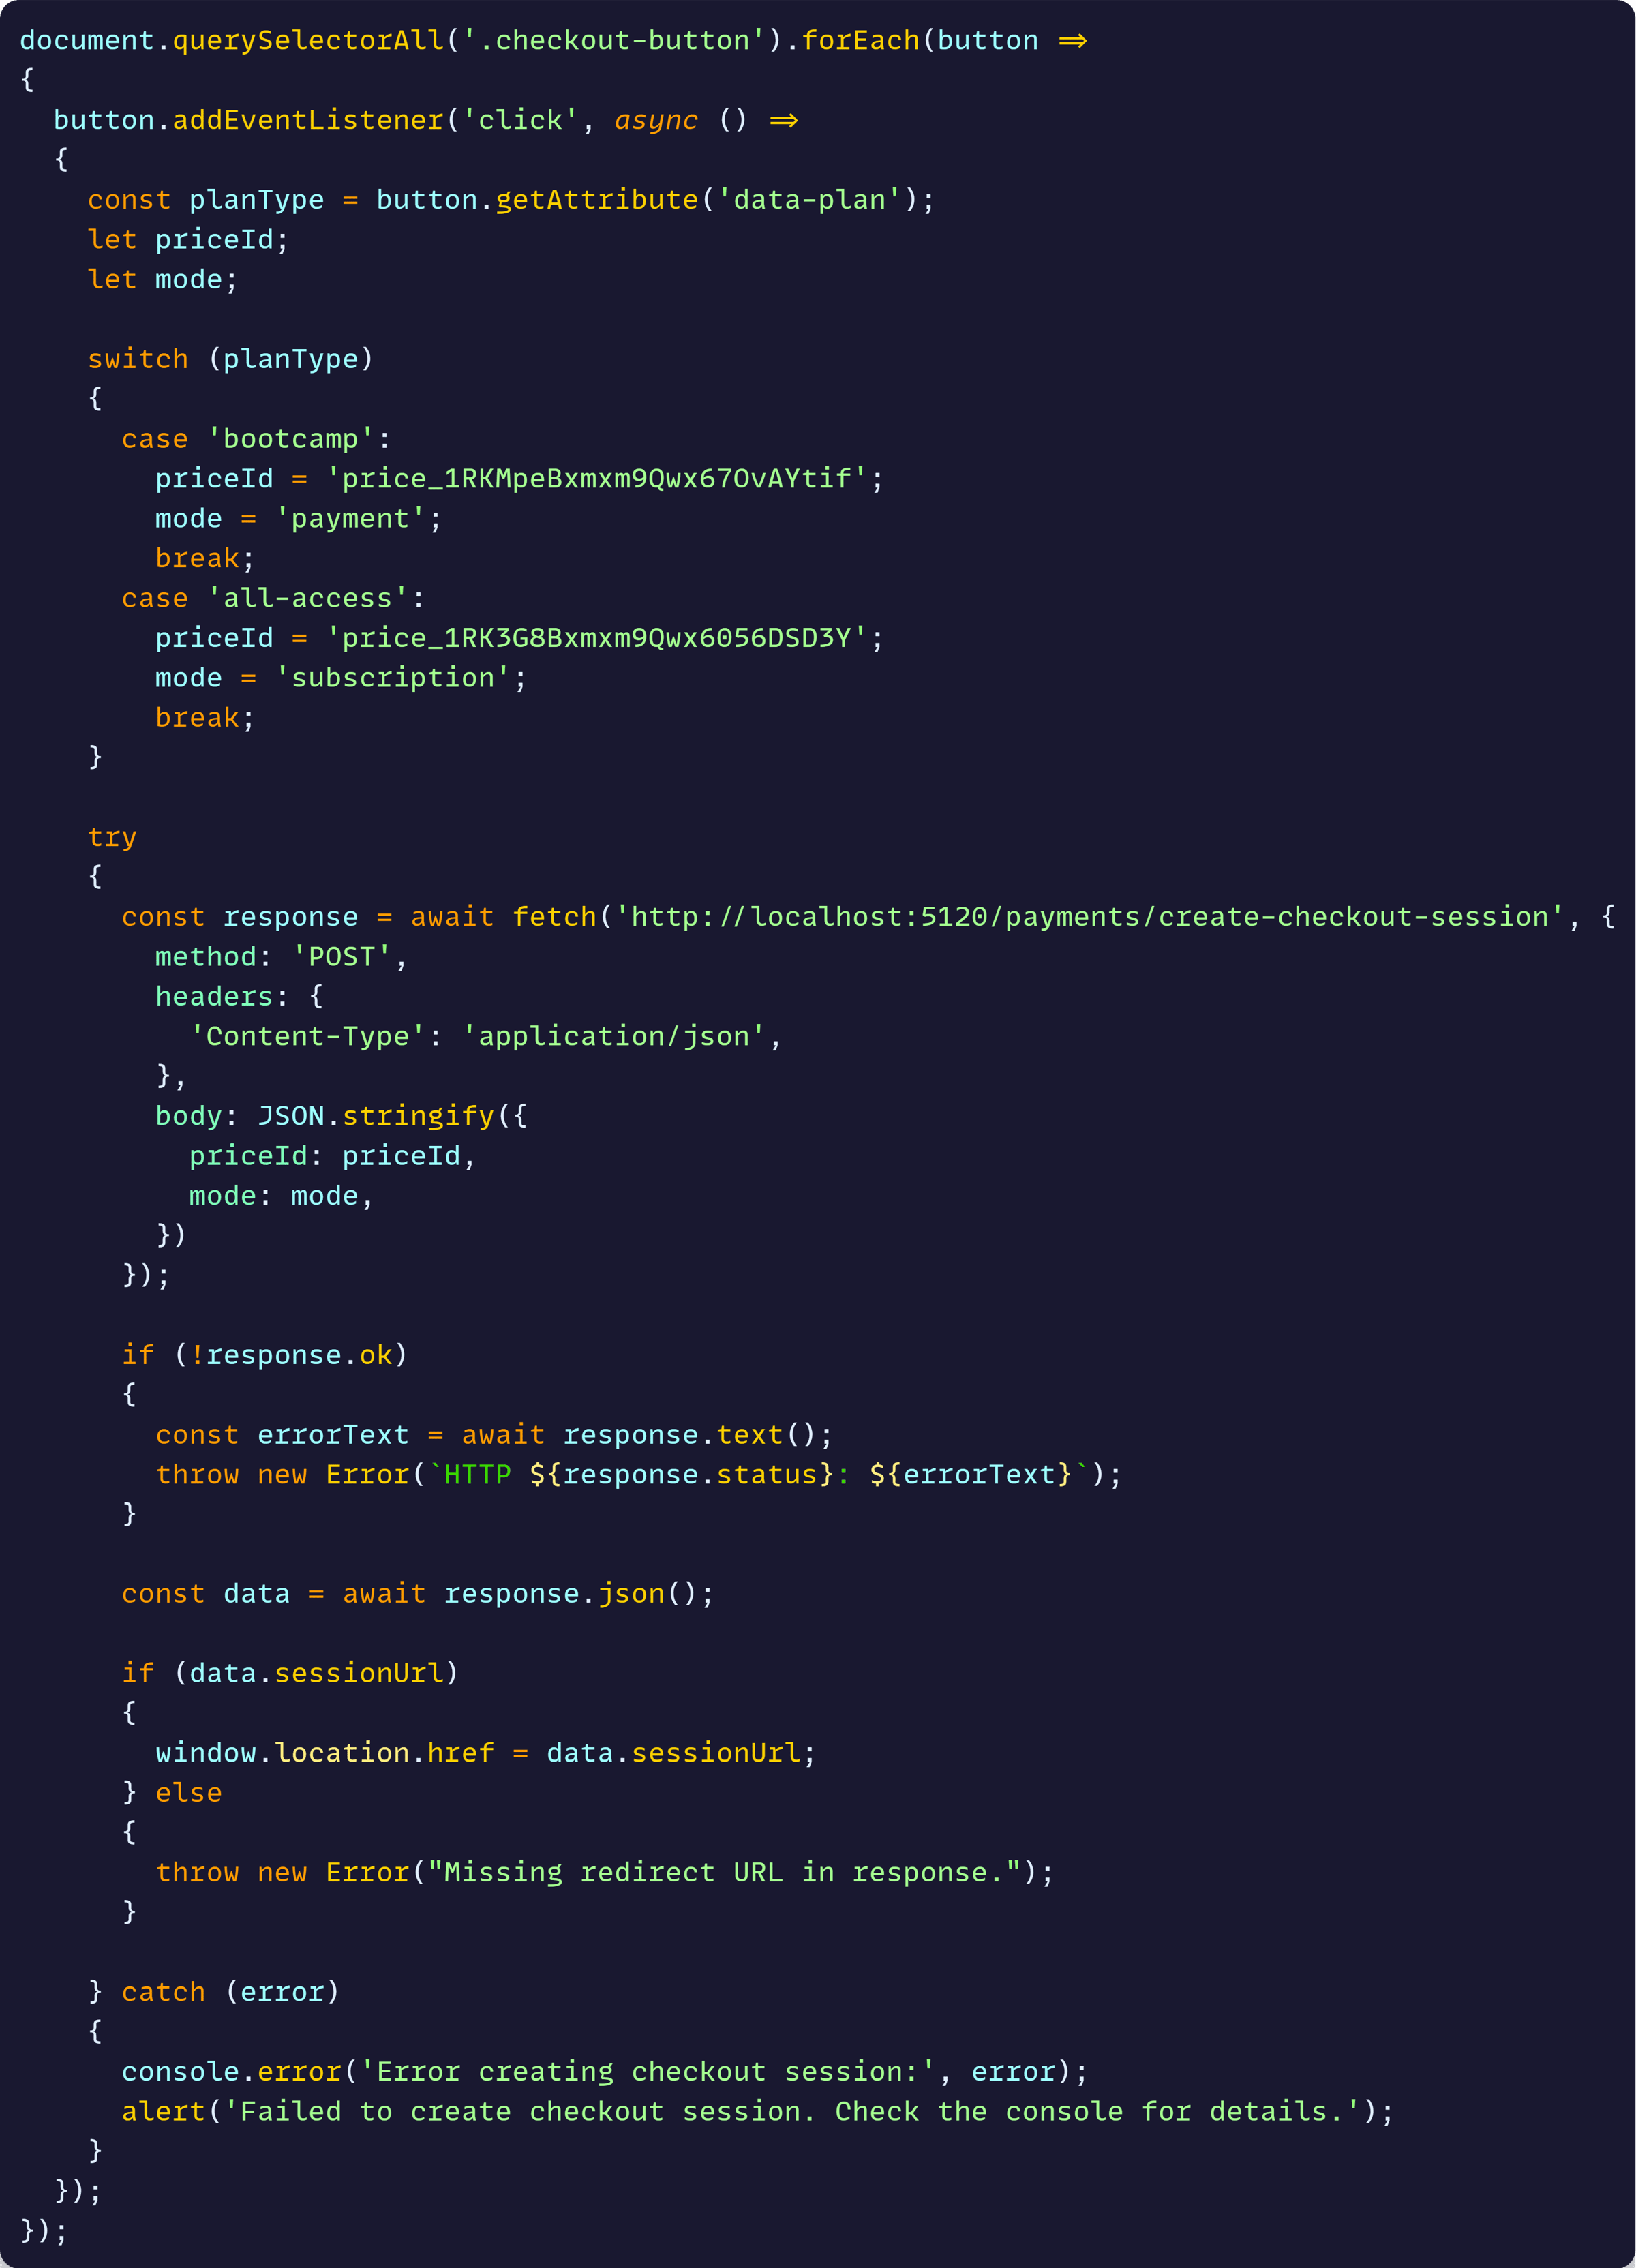 document.querySelectorAll('.checkout-button').forEach(button =>
{
  button.addEventListener('click', async () =>
  {
    const planType = button.getAttribute('data-plan');
    let priceId;
    let mode;

    switch (planType)
    {
      case 'bootcamp':
        priceId = 'price_1RKMpeBxmxm9Qwx67OvAYtif';
        mode = 'payment';
        break;
      case 'all-access':
        priceId = 'price_1RK3G8Bxmxm9Qwx6056DSD3Y';
        mode = 'subscription';
        break;
    }

    try
    {
      const response = await fetch('http://localhost:5120/payments/create-checkout-session', {
        method: 'POST',
        headers: {
          'Content-Type': 'application/json',
        },
        body: JSON.stringify({
          priceId: priceId,
          mode: mode,
        })
      });

      if (!response.ok)
      {
        const errorText = await response.text();
        throw new Error(`HTTP ${response.status}: ${errorText}`);
      }

      const data = await response.json();

      if (data.sessionUrl)
      {
        window.location.href = data.sessionUrl;
      } else
      {
        throw new Error("Missing redirect URL in response.");
      }

    } catch (error)
    {
      console.error('Error creating checkout session:', error);
      alert('Failed to create checkout session. Check the console for details.');
    }
  });
});